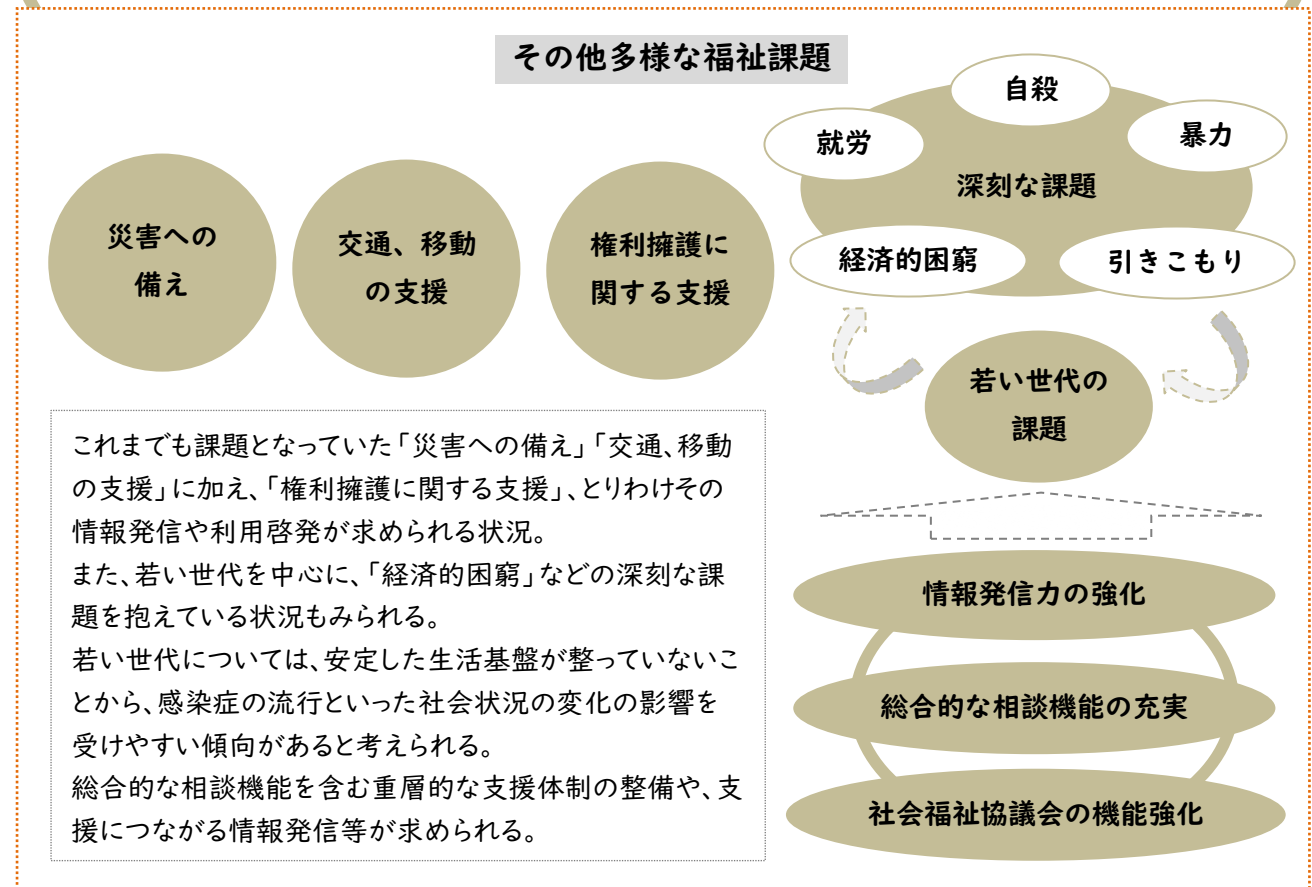 その他多様な福祉課題
災害への
備え
交通、移動
の支援
権利擁護に
関する支援
自殺
就労
暴力
深刻な課題
経済的困窮
引きこもり
若い世代の
課題
これまでも課題となっていた「災害への備え」「交通、移動
の支援」に加え、「権利擁護に関する支援」、とりわけその
情報発信や利用啓発が求められる状況。
また、若い世代を中心に、「経済的困窮」などの深刻な課
題を抱えている状況もみられる。
若い世代については、安定した生活基盤が整っていないこ
とから、感染症の流行といった社会状況の変化の影響を
受けやすい傾向があると考えられる。
総合的な相談機能を含む重層的な支援体制の整備や、支
援につながる情報発信等が求められる。
情報発信力の強化
総合的な相談機能の充実
社会福祉協議会の機能強化